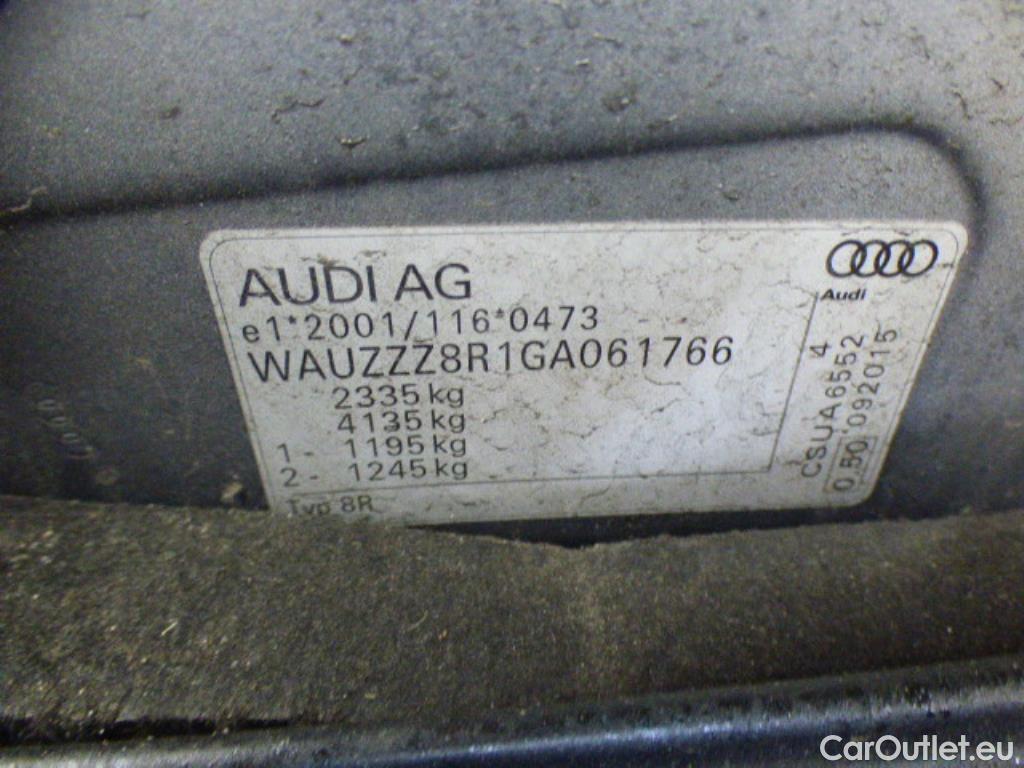 AUDI AG
e1*2001/116*0473
WAUZZZ8R1GA061766
2335 kg
4135 kg
1- 1195 kg
2- 1245 kg
Typ 8R
Audi
4
CSUA6552
0,50 092015
CarOutlet.eu